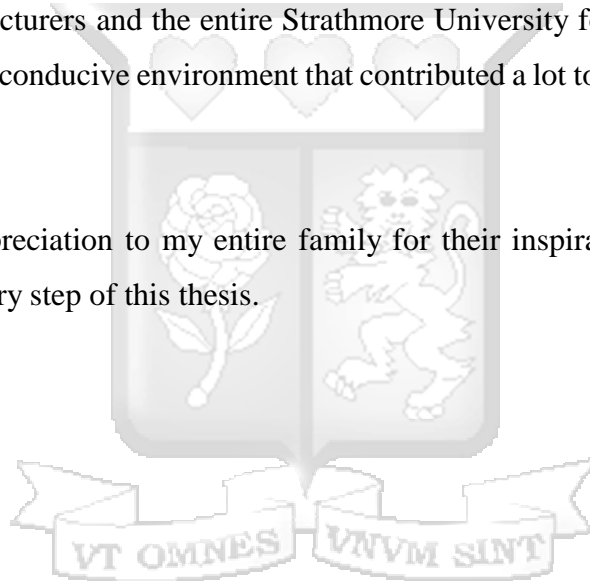 cturers and the entire Strathmore University f
conducive environment that contributed a lot to
preciation to my entire family for their inspira
ry step of this thesis.
VT OMNES VNVM SINT